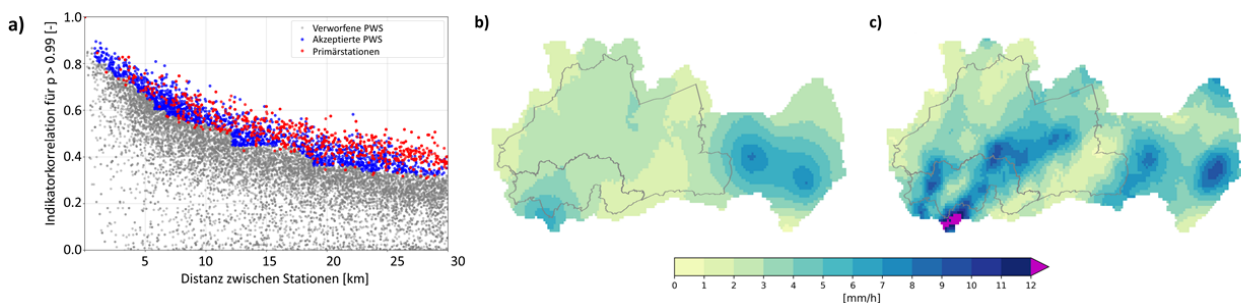 a)
Indikatorkorrelation für p > 0.99 [-]
1.0
0.8
0.6
0.4
0.2
0.0
Verworfene PWS
Akzeptierte PWS
Primärstationen
5
10
15
20
25
30
Distanz zwischen Stationen [km]
b)
c)
0 1 2 3 4 5 6 7 8 9 10 11 12
[mm/h]